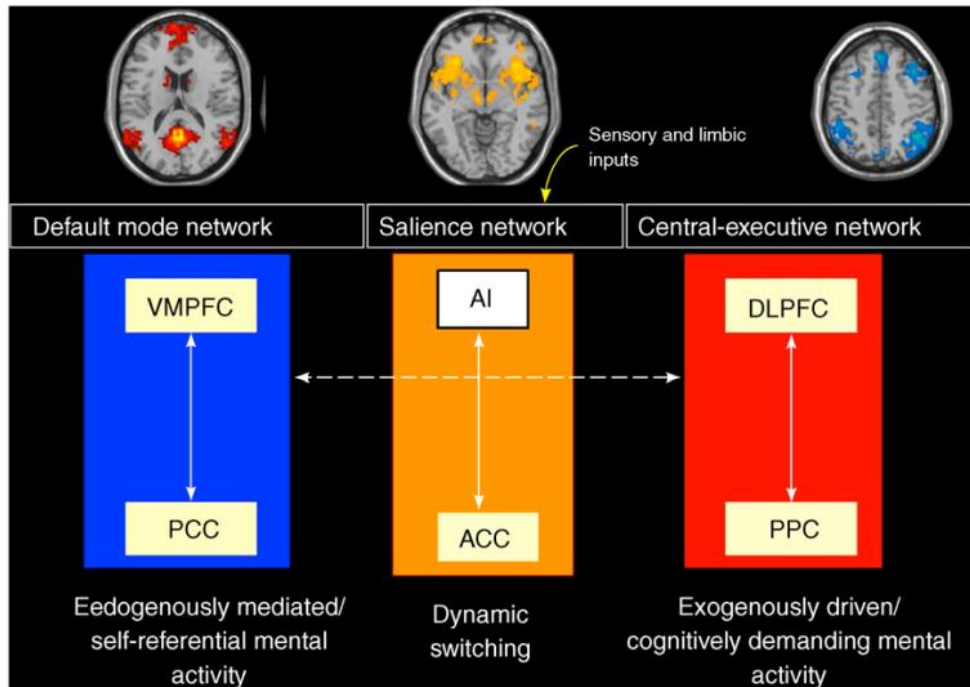 Sensory and limbic
inputs
Default mode network
Salience network
Central-executive network
VMPFC
AI
DLPFC
PCC
ACC
PPC
Eedogenously mediated/
self-referential mental
activity
Dynamic
switching
Exogenously driven/
cognitively demanding mental
activity